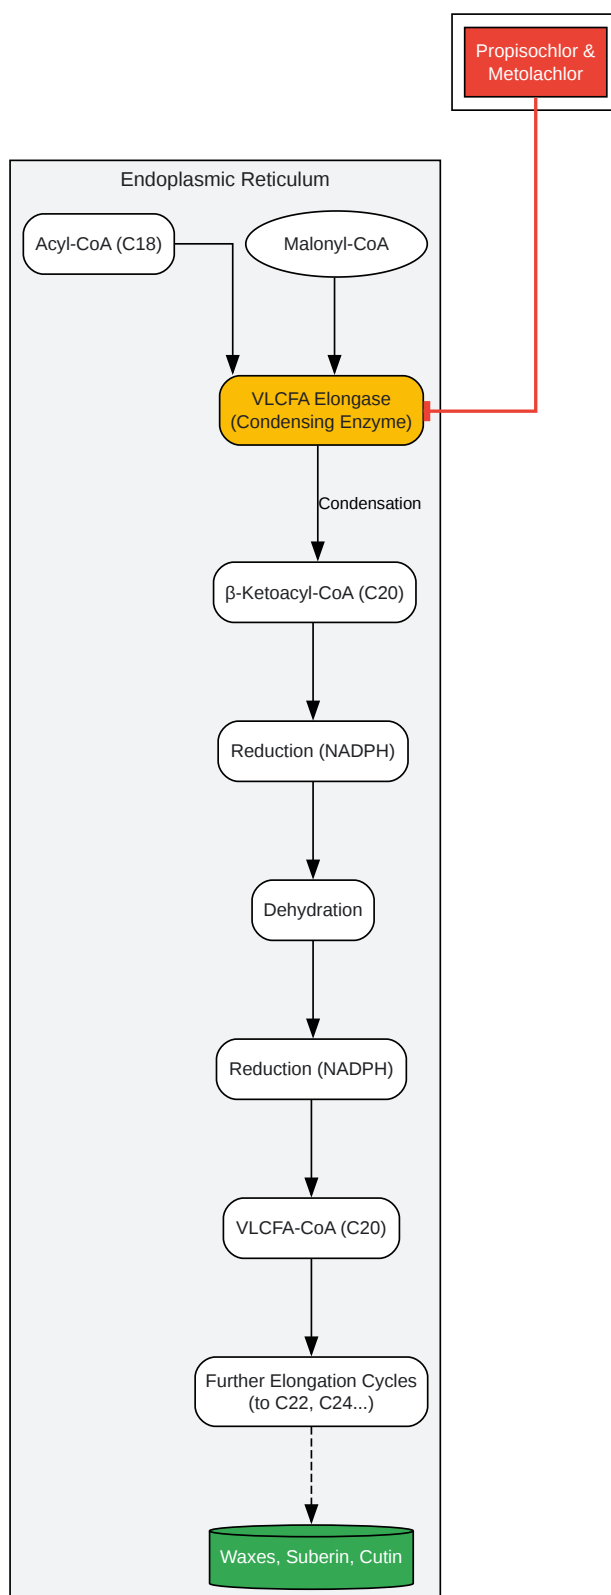 Propisochlor &
Metolachlor
Endoplasmic Reticulum
Acyl-CoA (C18)
Malonyl-CoA
VLCFA Elongase
(Condensing Enzyme)
Condensation
β-Ketoacyl-CoA (C20)
Reduction (NADPH)
Dehydration
Reduction (NADPH)
VLCFA-CoA (C20)
Further Elongation Cycles
(to C22, C24...)
Waxes, Suberin, Cutin